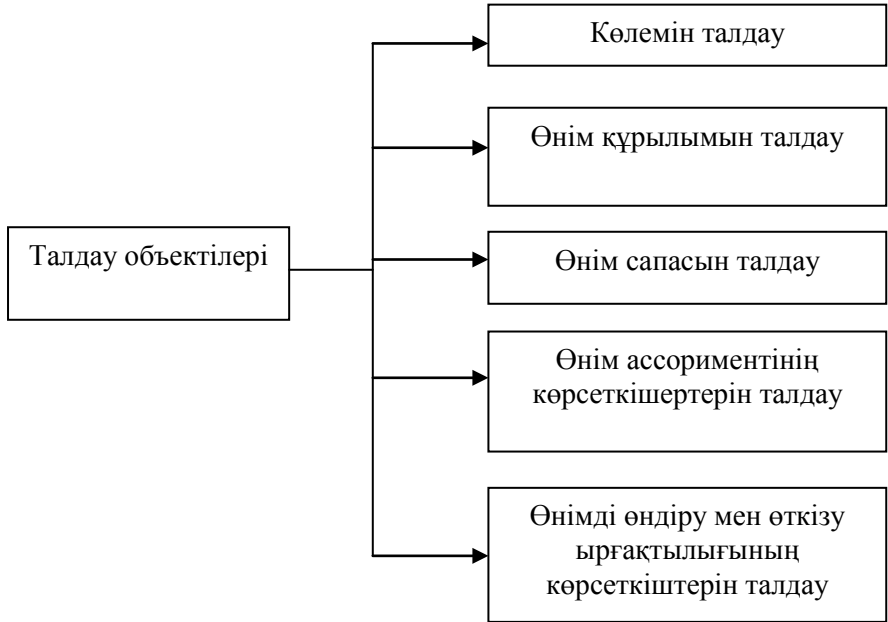 Көлемін талдау
Өнім құрылымын талдау
Талдау объектілері
Өнім сапасын талдау
Өнім ассориментінің
көрсеткішертерін талдау
Өнімді өндіру мен өткізу
ырғақтылығының
көрсеткіштерін талдау